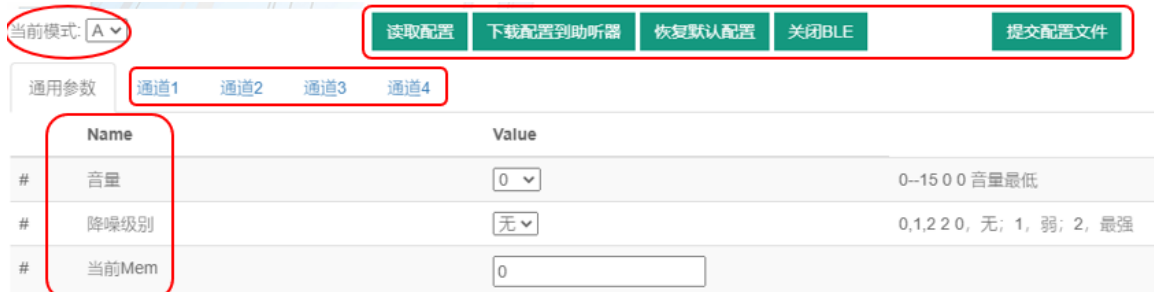 当前模式: A 读取配置 下载配置到助听器 恢复默认配置 关闭BLE 提交配置文件
通用参数 通道1 通道2 通道3 通道4
Name Value
# 音量 0 0--15 0 0 音量最低
# 降噪级别 无 0,1,2 2 0，无；1，弱；2，最强
# 当前Mem 0